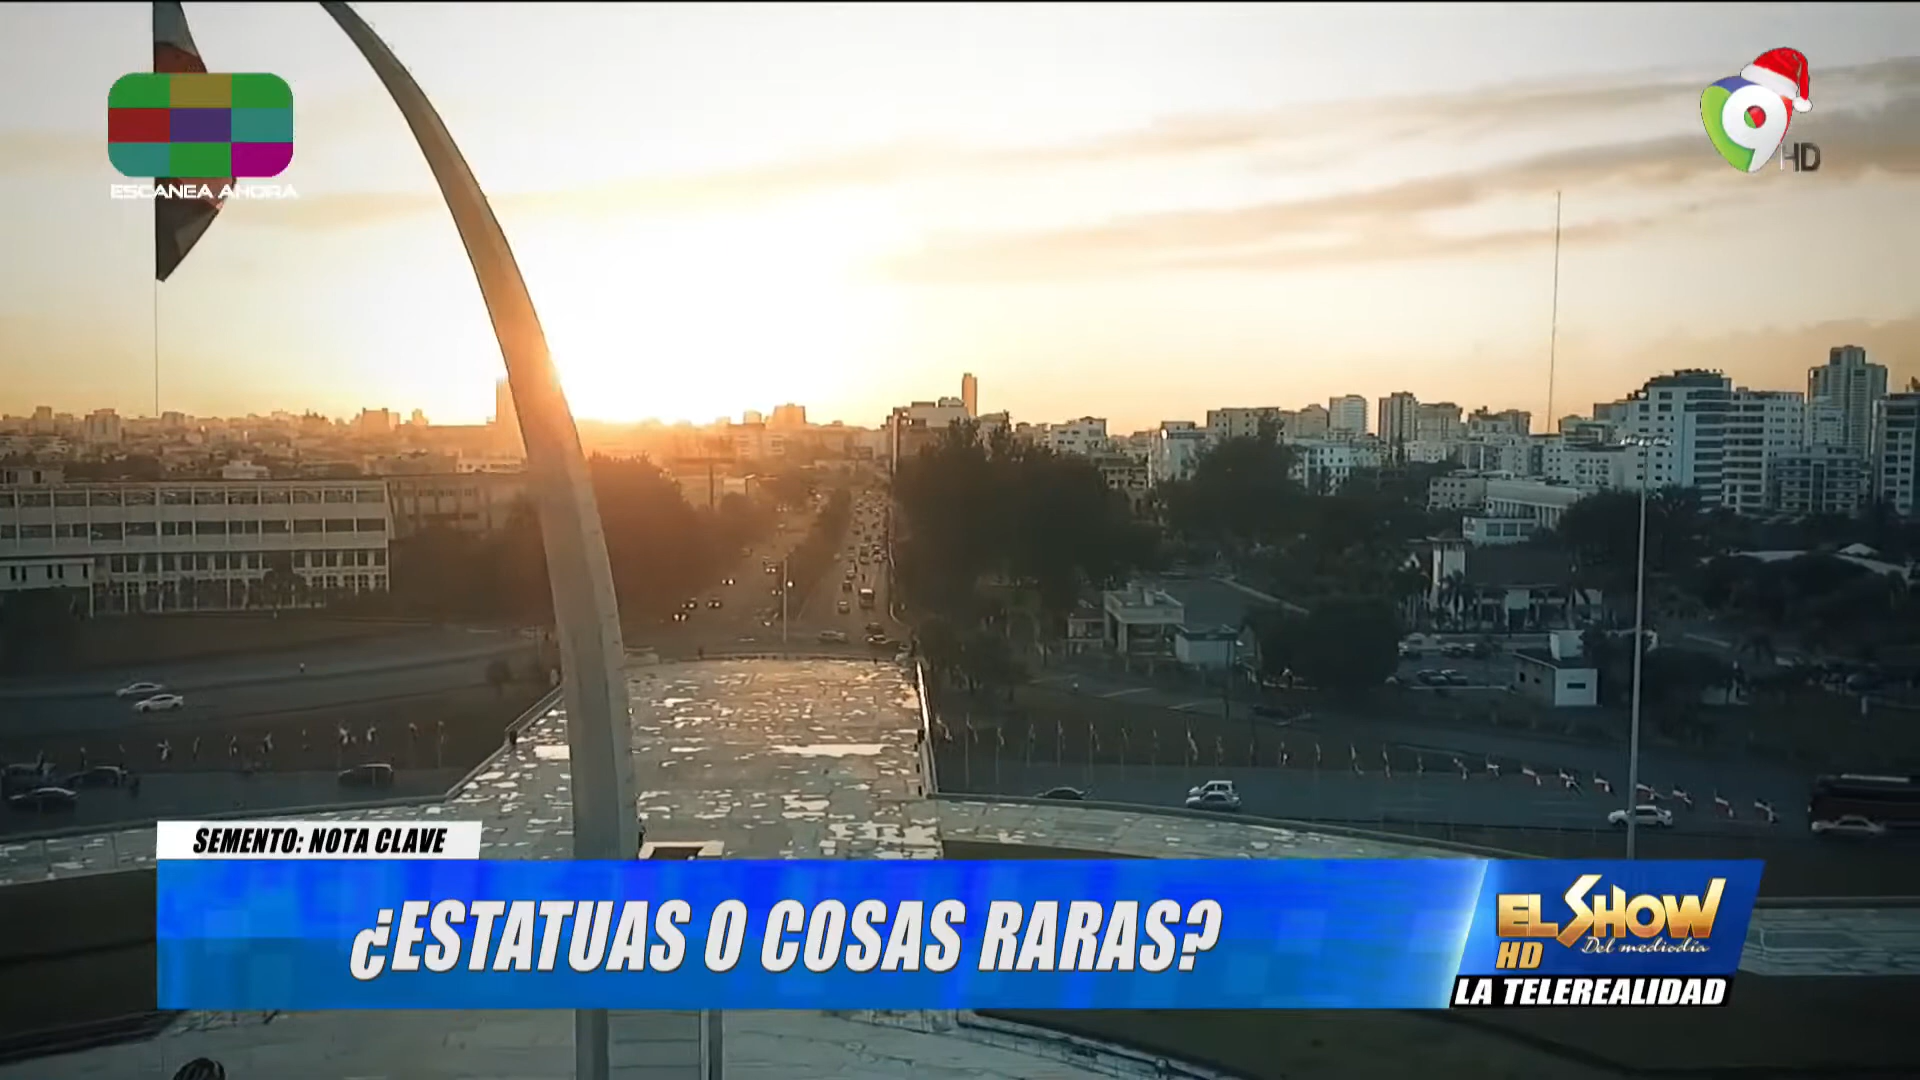 ESCANEA AHORA
9
HD
SEMENTO: NOTA CLAVE
¿ESTATUAS O COSAS RARAS?
EL SHOW
Del mediodía
HD
LA TELEREALIDAD